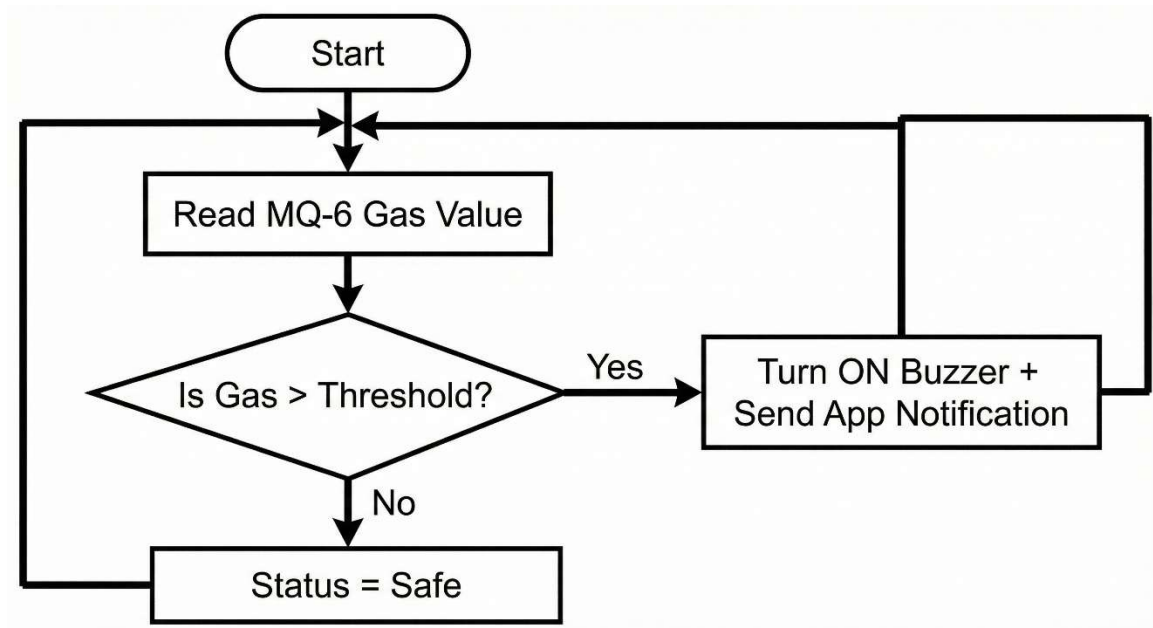 Start
Read MQ-6 Gas Value
Is Gas > Threshold?
Yes
Turn ON Buzzer +
Send App Notification
No
Status = Safe